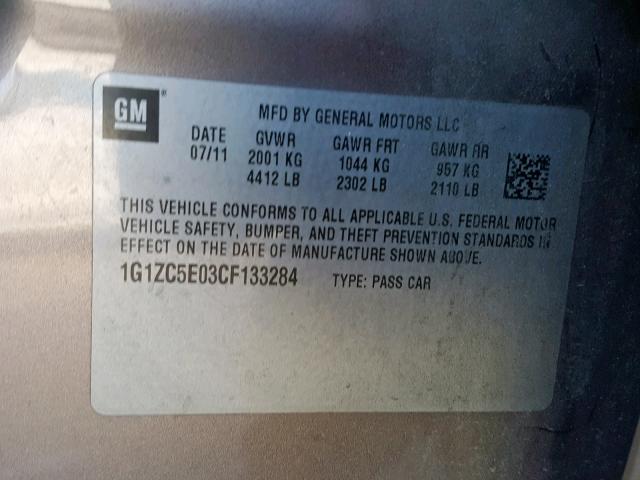 GM ®
MFD BY GENERAL MOTORS LLC
DATE GVWR GAWR FRT GAWR RR
07/11 2001 KG 1044 KG 957 KG
4412 LB 2302 LB 2110 LB
THIS VEHICLE CONFORMS TO ALL APPLICABLE U.S. FEDERAL MOTOR
VEHICLE SAFETY, BUMPER, AND THEFT PREVENTION STANDARDS IN
EFFECT ON THE DATE OF MANUFACTURE SHOWN ABOVE.
1G1ZC5E03CF133284 TYPE: PASS CAR